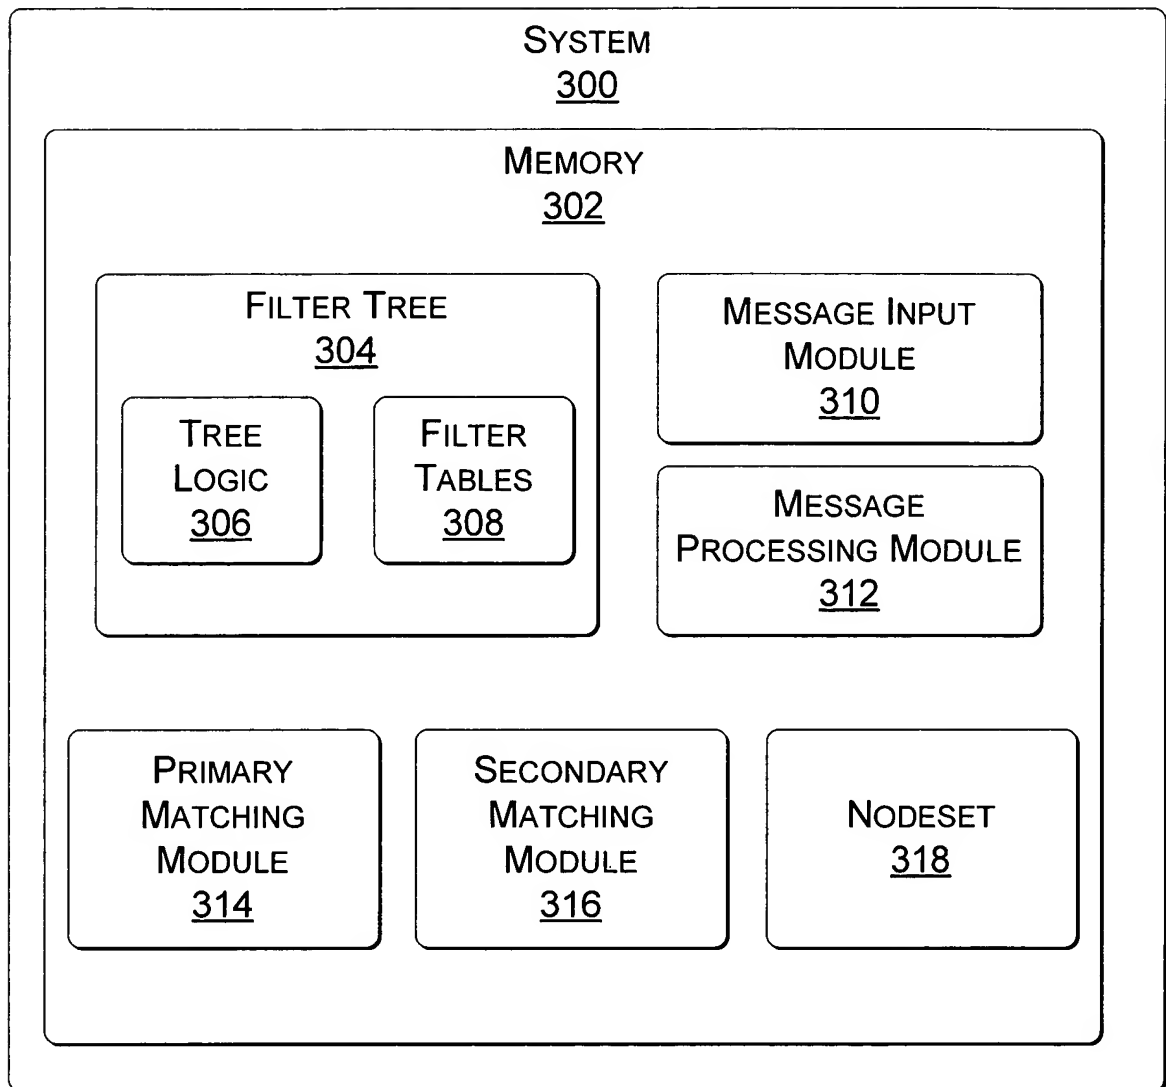 SYSTEM
300
MEMORY
302
FILTER TREE
304
TREE
LOGIC
306
FILTER
TABLES
308
MESSAGE INPUT
MODULE
310
MESSAGE
PROCESSING MODULE
312
PRIMARY
MATCHING
MODULE
314
SECONDARY
MATCHING
MODULE
316
NODESET
318